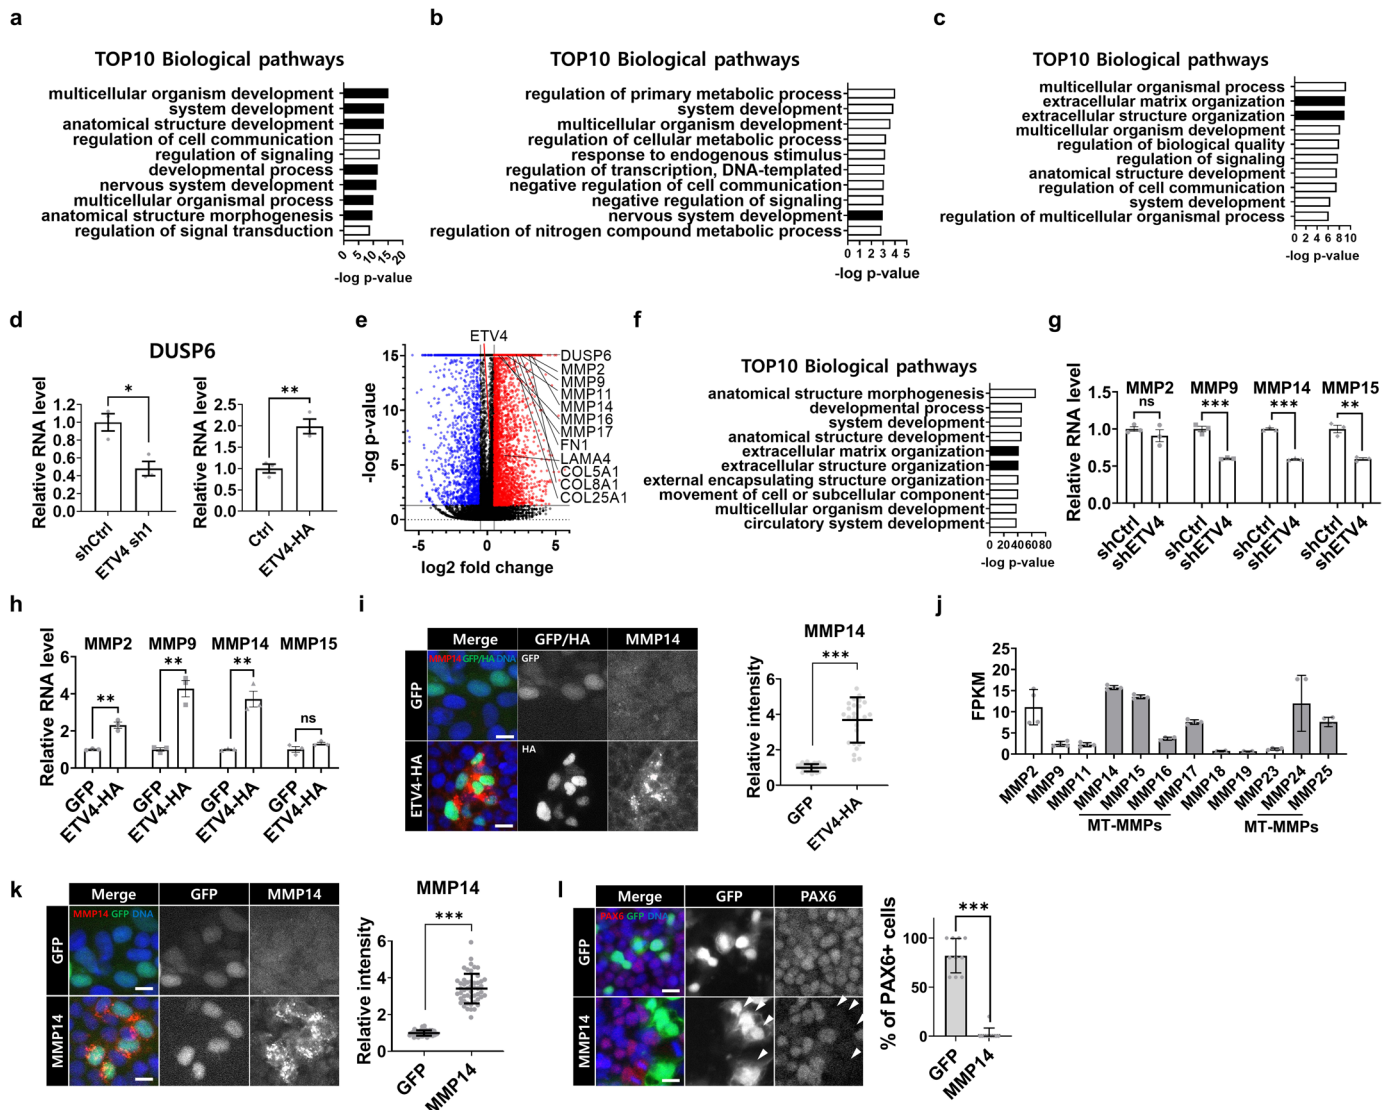 a
TOP10 Biological pathways
multicellular organism development
system development
anatomical structure development
regulation of cell communication
regulation of signaling
developmental process
nervous system development
multicellular organismal process
anatomical structure morphogenesis
regulation of signal transduction
0 5 10 15 20
-log p-value
b
TOP10 Biological pathways
regulation of primary metabolic process
system development
multicellular organism development
regulation of cellular metabolic process
response to endogenous stimulus
regulation of transcription, DNA-templated
negative regulation of cell communication
negative regulation of signaling
nervous system development
regulation of nitrogen compound metabolic process
0 1 2 3 4 5
-log p-value
c
TOP10 Biological pathways
multicellular organismal process
extracellular matrix organization
extracellular structure organization
multicellular organism development
regulation of biological quality
regulation of signaling
anatomical structure development
regulation of cell communication
system development
regulation of multicellular organismal process
0 2 4 6 8 10
-log p-value
d
DUSP6
Relative RNA level
1.2
1.0
0.8
0.6
0.4
0.2
0.0
*
shCtrl
ETV4 sh1
Relative RNA level
2.5
2.0
1.5
1.0
0.5
0.0
**
Ctrl
ETV4-HA
e
ETV4
-log p-value
15
10
5
0
-5 0 5
log2 fold change
DUSP6
MMP2
MMP9
MMP11
MMP14
MMP16
MMP17
FN1
LAMA4
COL5A1
COL8A1
COL25A1
f
TOP10 Biological pathways
anatomical structure morphogenesis
developmental process
system development
anatomical structure development
extracellular matrix organization
extracellular structure organization
external encapsulating structure organization
movement of cell or subcellular component
multicellular organism development
circulatory system development
0 20 40 60 80
-log p-value
g
Relative RNA level
1.5
1.0
0.5
0.0
MMP2 MMP9 MMP14 MMP15
ns *** *** **
shCtrl shETV4 shCtrl shETV4 shCtrl shETV4 shCtrl shETV4
h
Relative RNA level
6
4
2
0
MMP2 MMP9 MMP14 MMP15
** ** ** ns
GFP ETV4-HA GFP ETV4-HA GFP ETV4-HA GFP ETV4-HA
i
Merge GFP/HA MMP14
MMP14 GFP/HA DNA
GFP
GFP
ETV4-HA
HA
MMP14
Relative intensity
6
4
2
0
***
GFP
ETV4-HA
j
FPKM
25
20
15
10
5
0
MMP2 MMP9 MMP11 MMP14 MMP15 MMP16 MMP17 MMP18 MMP19 MMP23 MMP24 MMP25
MT-MMPs MT-MMPs
k
Merge GFP MMP14
MMP14 GFP DNA
GFP
MMP14
MMP14
Relative intensity
6
4
2
0
***
GFP
MMP14
l
Merge GFP PAX6
PAX6 GFP DNA
GFP
MMP14
% of PAX6+ cells
100
50
0
***
GFP
MMP14